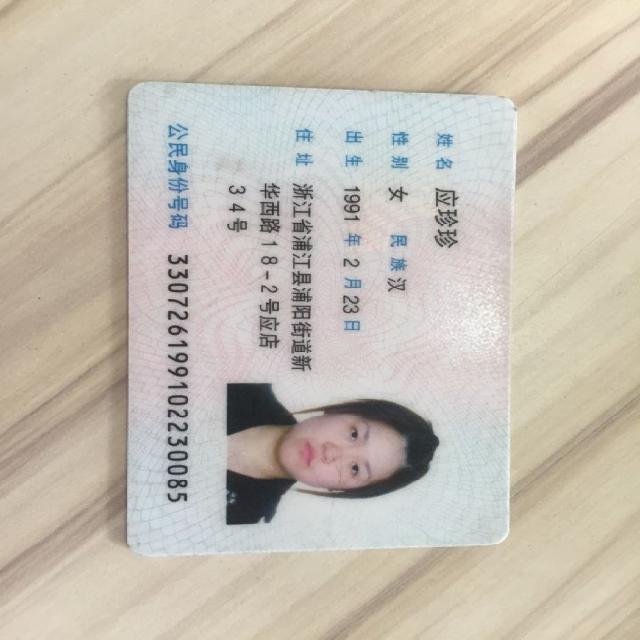 姓名 应珍珍
性别 女 民族 汉
出生 1991 年 2 月 23 日
住址 浙江省浦江县浦阳街道新
华西路18-2号应店
34号
公民身份号码 330726199102230085